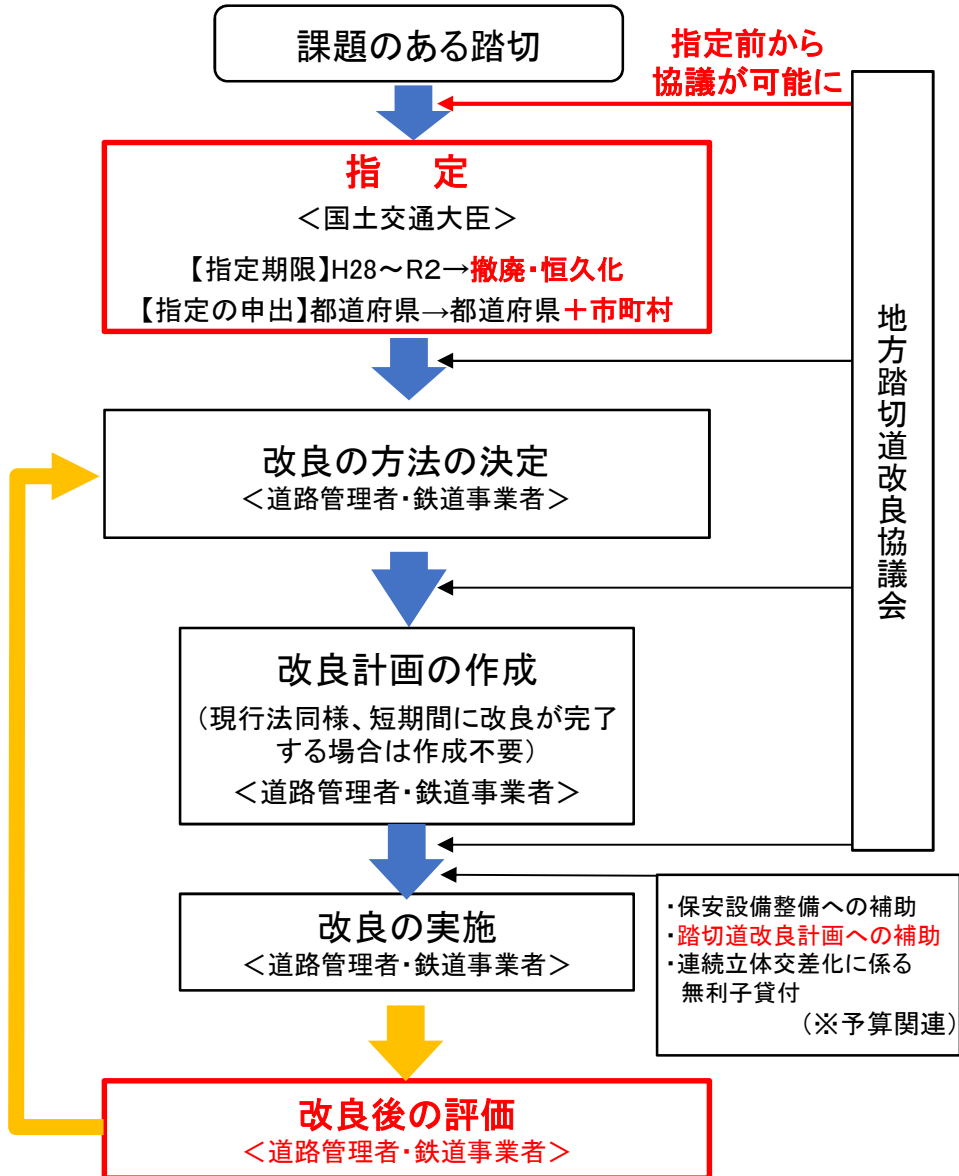 課題のある踏切
指定前から
協議が可能に
指　定
＜国土交通大臣＞
【指定期限】H28～R2→撤廃・恒久化
【指定の申出】都道府県→都道府県＋市町村
地方踏切道改良協議会
改良の方法の決定
＜道路管理者・鉄道事業者＞
改良計画の作成
（現行法同様、短期間に改良が完了
する場合は作成不要）
＜道路管理者・鉄道事業者＞
改良の実施
＜道路管理者・鉄道事業者＞
・保安設備整備への補助
・踏切道改良計画への補助
・連続立体交差化に係る
無利子貸付
（※予算関連）
改良後の評価
＜道路管理者・鉄道事業者＞